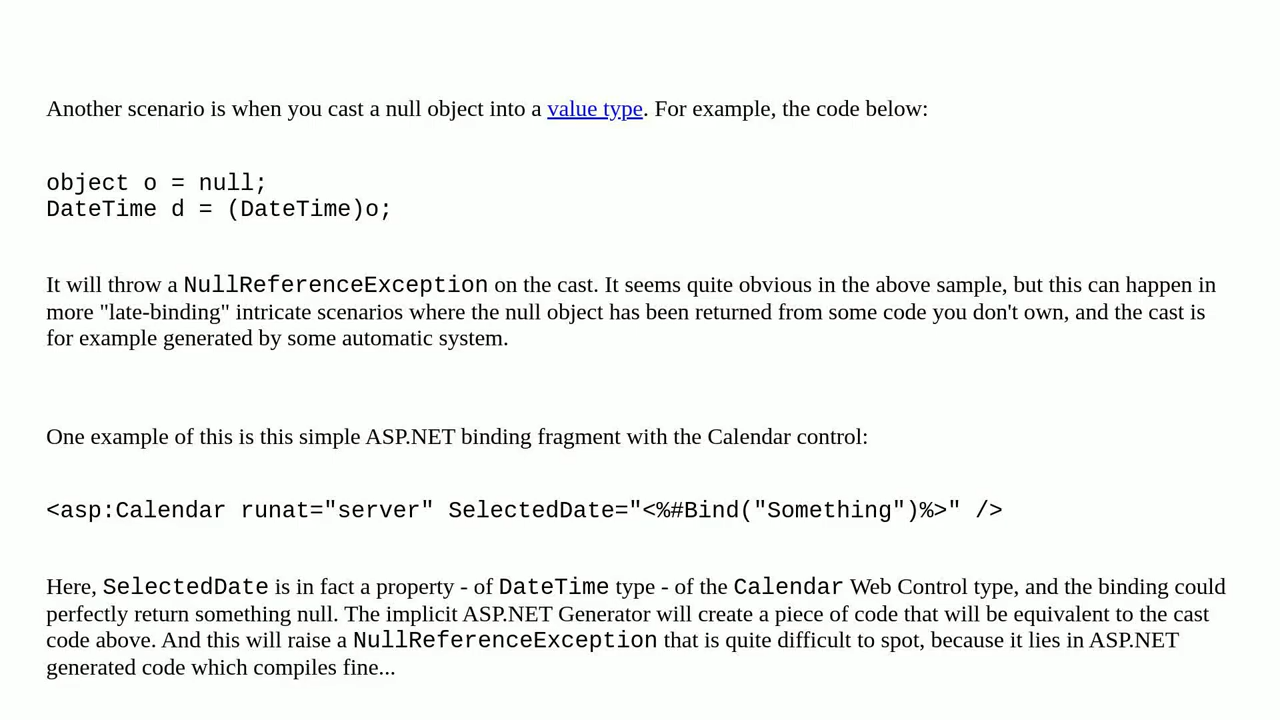 Another scenario is when you cast a null object into a value type. For example, the code below:
object o = null;
DateTime d = (DateTime)o;
It will throw a NullReferenceException on the cast. It seems quite obvious in the above sample, but this can happen in
more "late-binding" intricate scenarios where the null object has been returned from some code you don't own, and the cast is
for example generated by some automatic system.
One example of this is this simple ASP.NET binding fragment with the Calendar control:
<asp:Calendar runat="server" SelectedDate="<%#Bind("Something")%>" />
Here, SelectedDate is in fact a property - of DateTime type - of the Calendar Web Control type, and the binding could
perfectly return something null. The implicit ASP.NET Generator will create a piece of code that will be equivalent to the cast
code above. And this will raise a NullReferenceException that is quite difficult to spot, because it lies in ASP.NET
generated code which compiles fine...